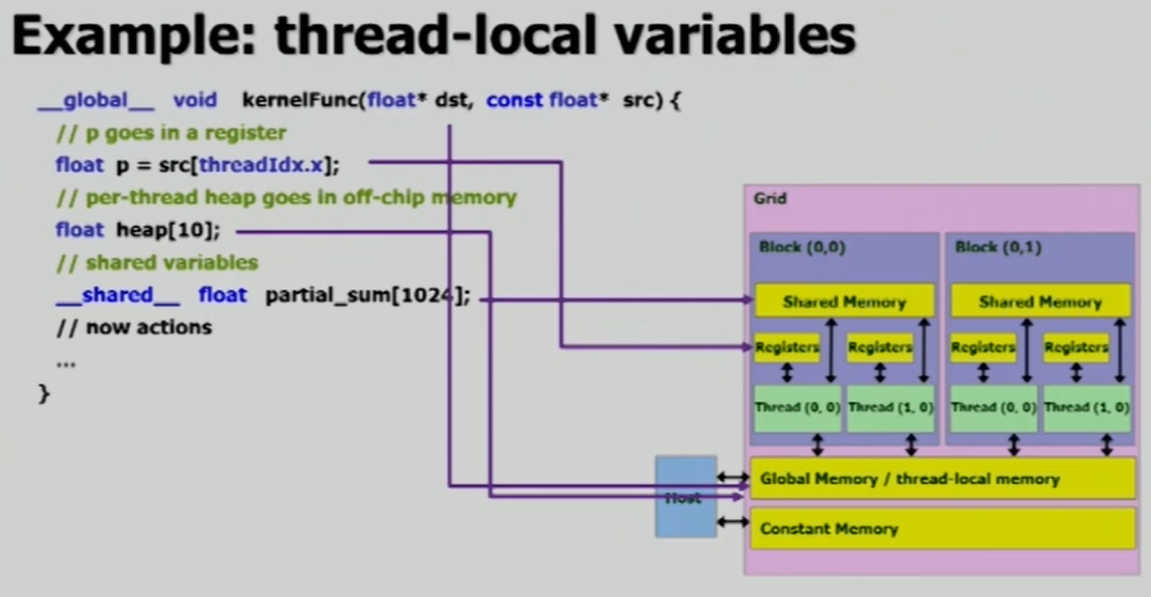 Example: thread-local variables
__global__ void kernelFunc(float* dst, const float* src) {
// p goes in a register
float p = src[threadIdx.x];
// per-thread heap goes in off-chip memory
float heap[10];
// shared variables
__shared__ float partial_sum[1024];
// now actions
...
}
Grid
Block (0,0) Block (0,1)
Shared Memory Shared Memory
Registers Registers Registers Registers
Thread (0, 0) Thread (1, 0) Thread (0, 0) Thread (1, 0)
Global Memory / thread-local memory
Host
Constant Memory